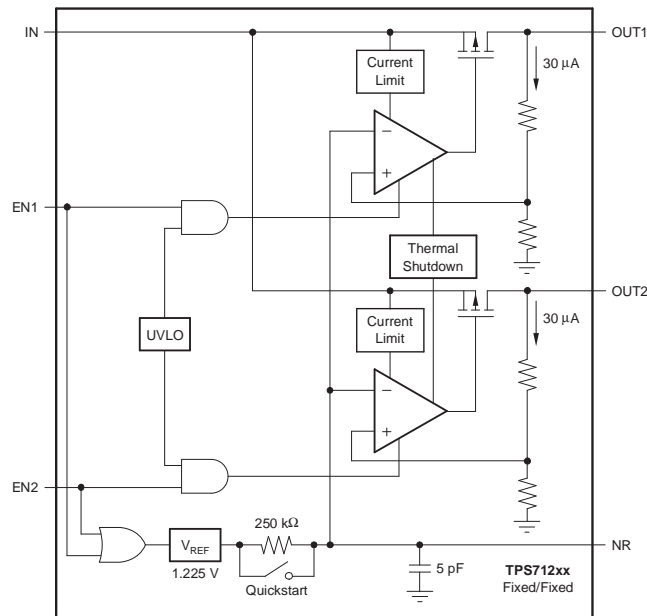 IN
OUT1
Current
Limit
30 μA
−
+
EN1
Thermal
Shutdown
OUT2
UVLO
Current
Limit
30 μA
−
+
EN2
250 kΩ
VREF
NR
1.225 V
Quickstart
5 pF
TPS712xx
Fixed/Fixed